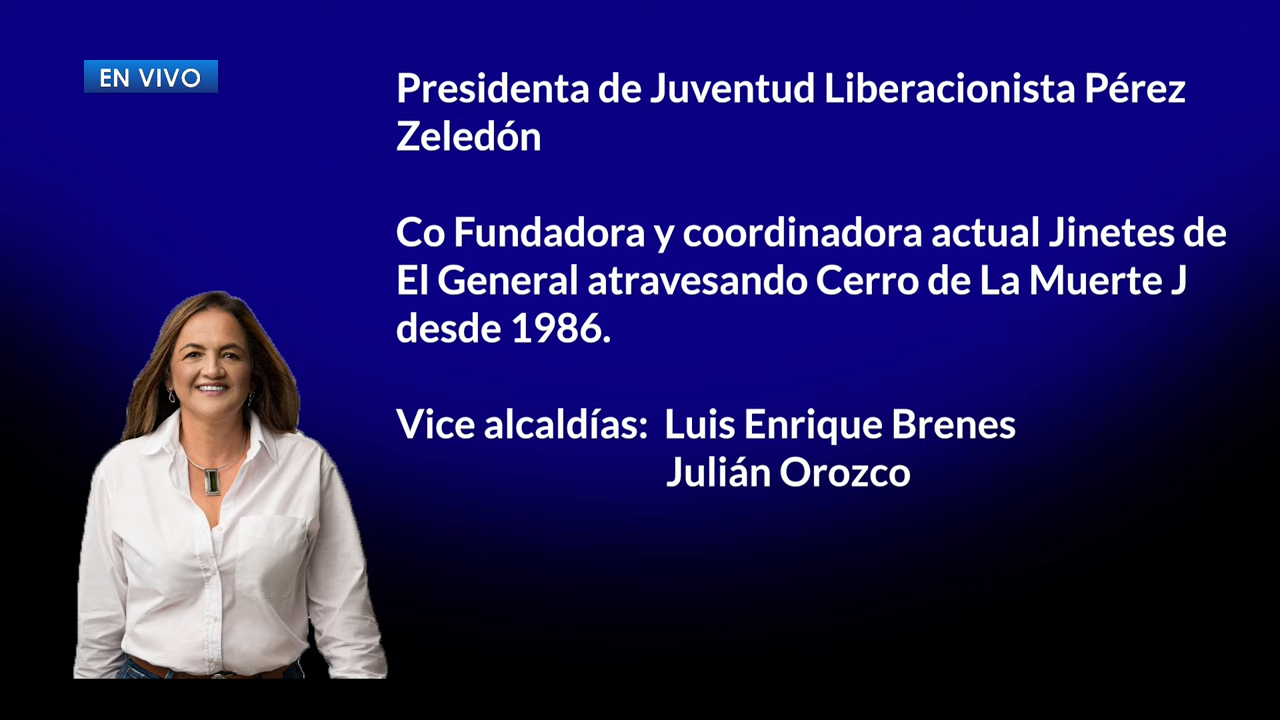 EN VIVO
Presidenta de Juventud Liberacionista Pérez
Zeledón
Co Fundadora y coordinadora actual Jinetes de
El General atravesando Cerro de La Muerte J
desde 1986.
Vice alcaldías: Luis Enrique Brenes
Julián Orozco